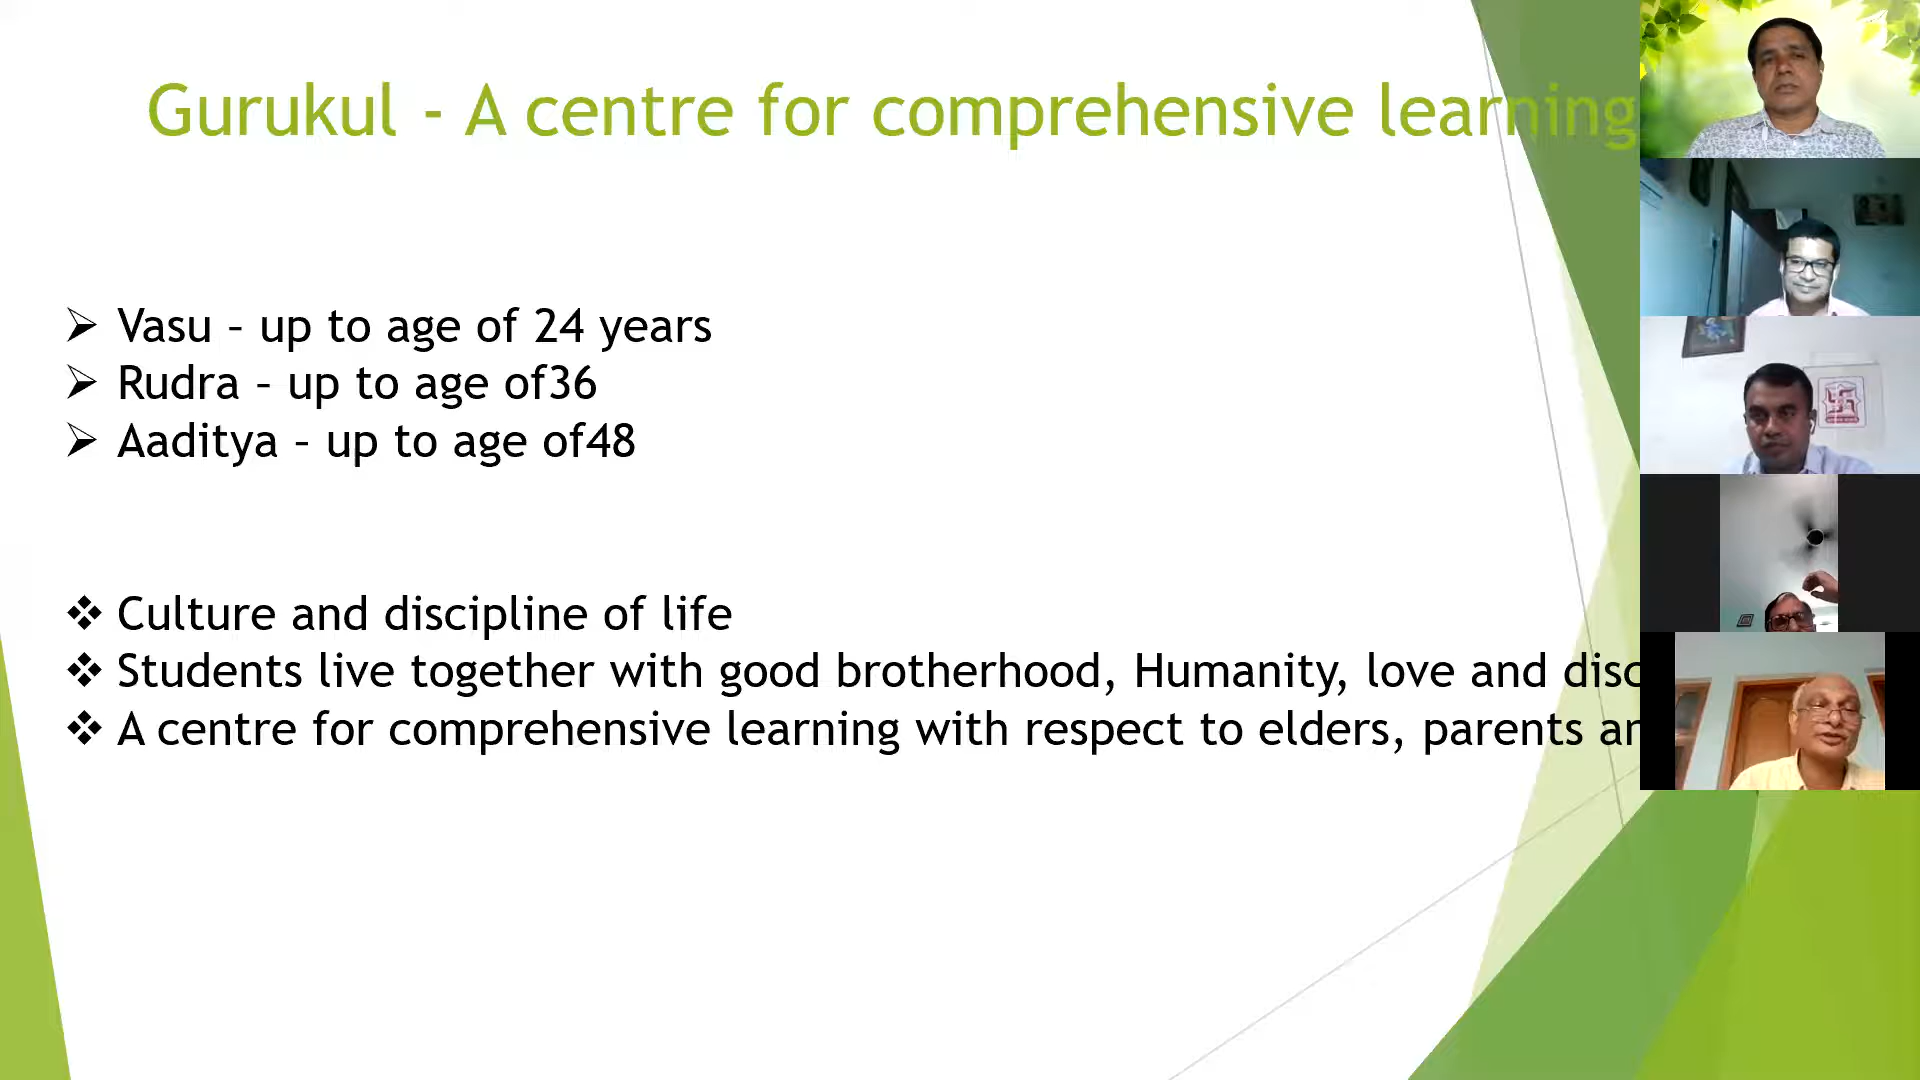 Gurukul - A centre for comprehensive learning
Vasu – up to age of 24 years
Rudra – up to age of36
Aaditya – up to age of48
Culture and discipline of life
Students live together with good brotherhood, Humanity, love and
A centre for comprehensive learning with respect to elders, parents